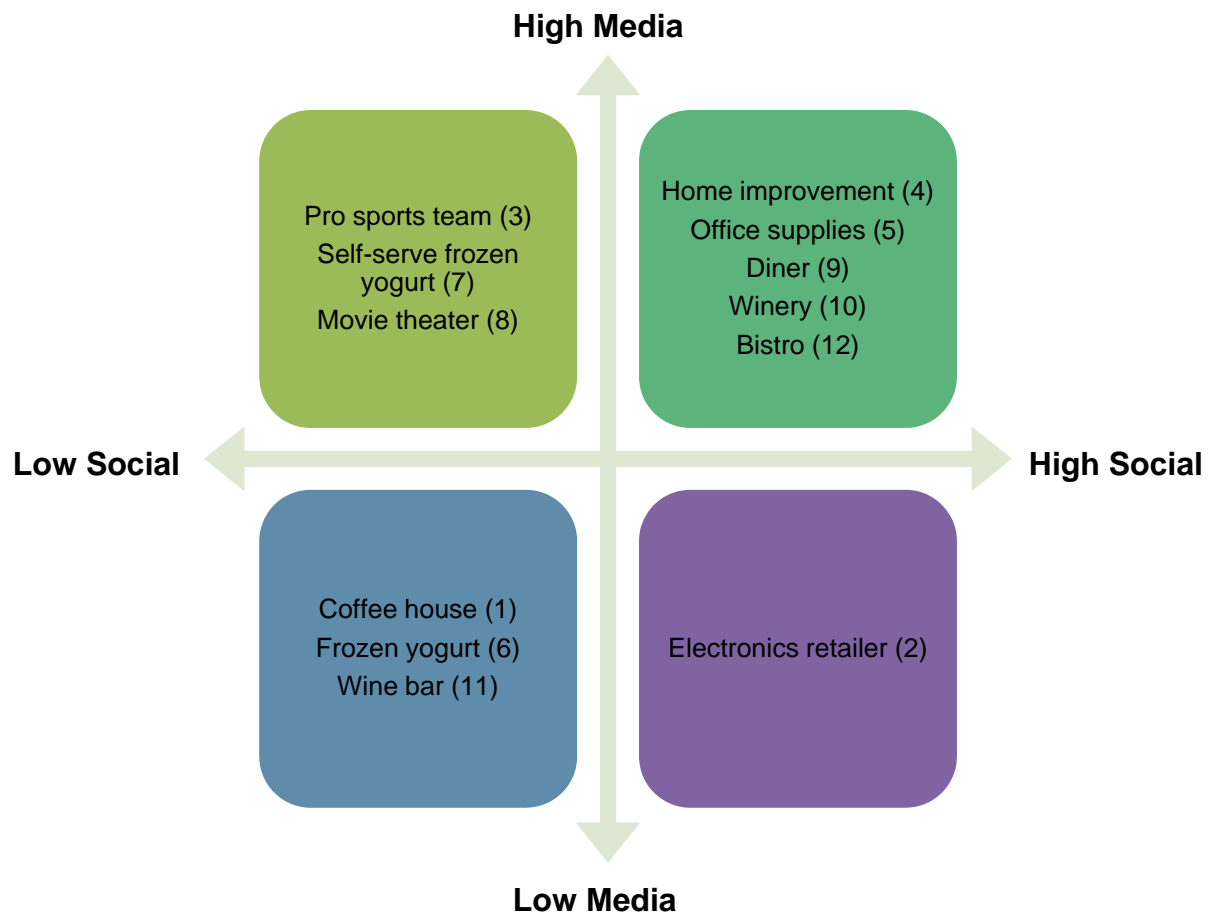 High Media
Pro sports team (3)
Self-serve frozen
yogurt (7)
Movie theater (8)
Home improvement (4)
Office supplies (5)
Diner (9)
Winery (10)
Bistro (12)
Low Social
High Social
Coffee house (1)
Frozen yogurt (6)
Wine bar (11)
Electronics retailer (2)
Low Media